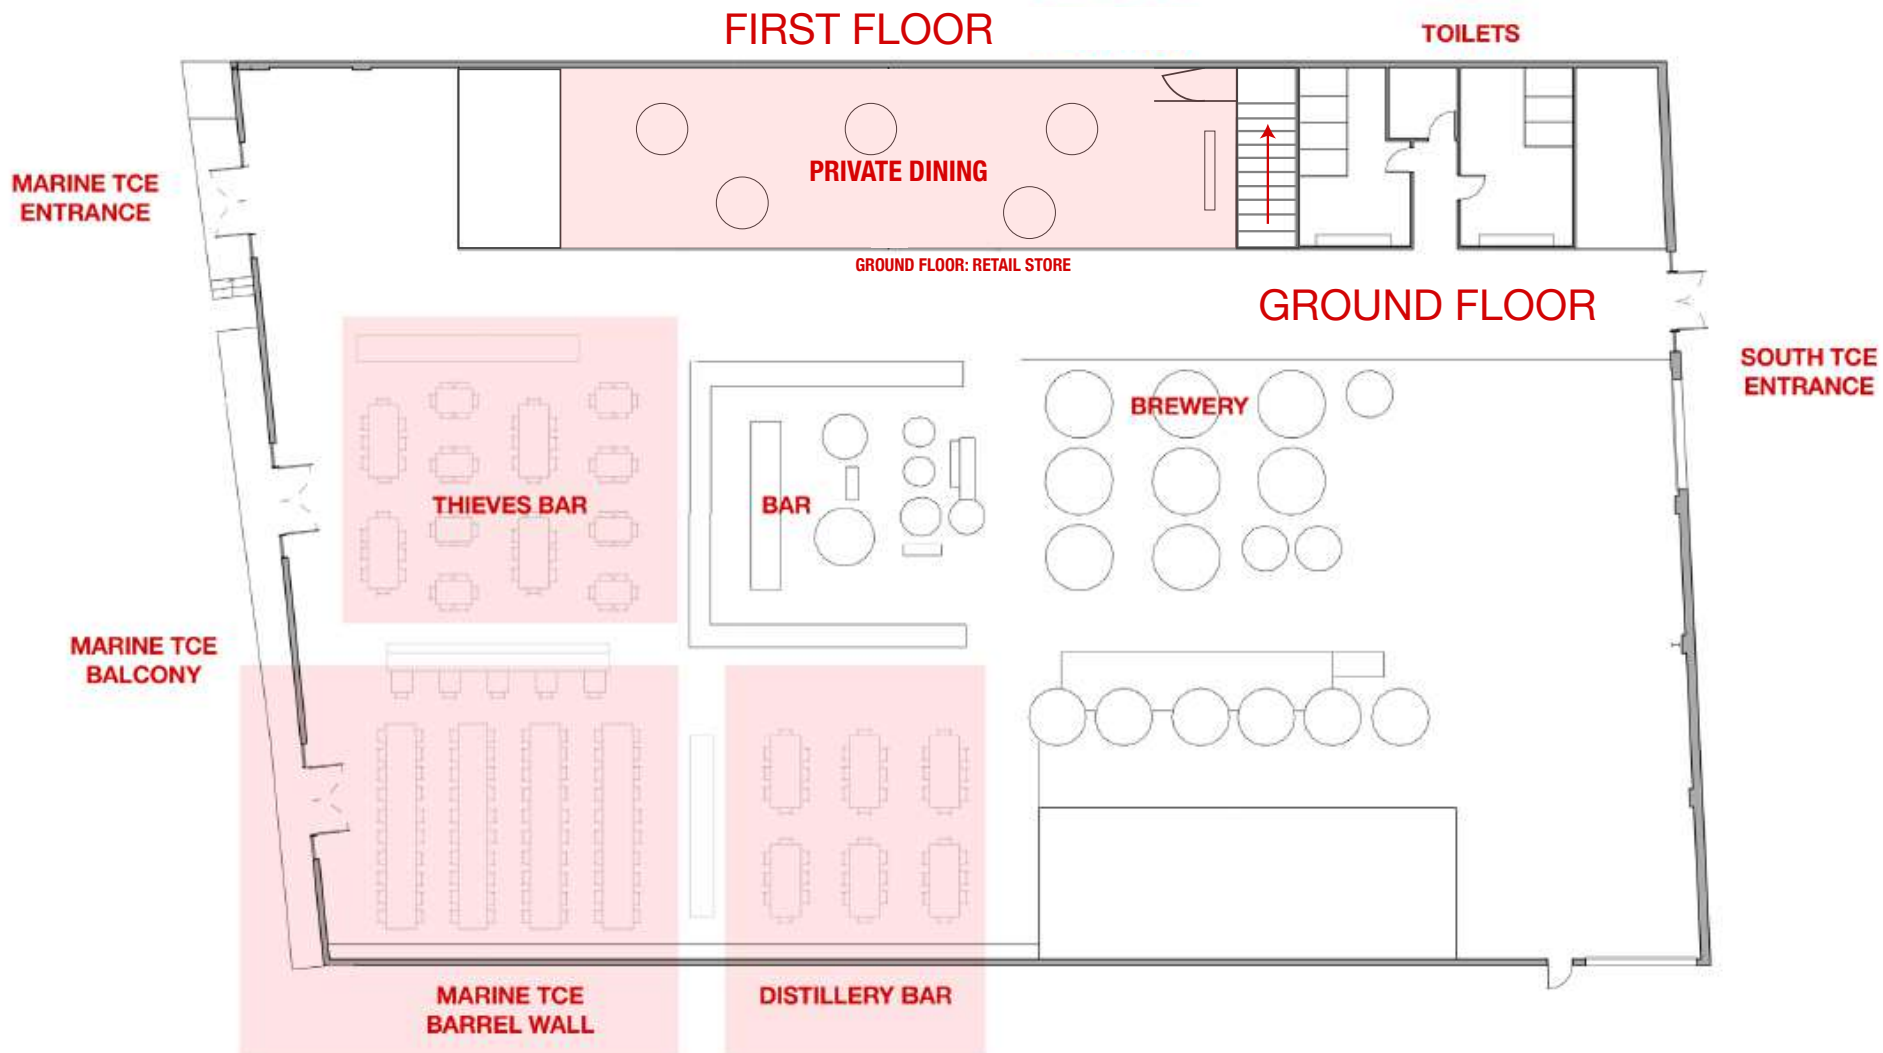 FIRST FLOOR
TOILETS
MARINE TCE
ENTRANCE
PRIVATE DINING
GROUND FLOOR: RETAIL STORE
GROUND FLOOR
SOUTH TCE
ENTRANCE
BREWERY
THIEVES BAR
BAR
MARINE TCE
BALCONY
MARINE TCE
BARREL WALL
DISTILLERY BAR